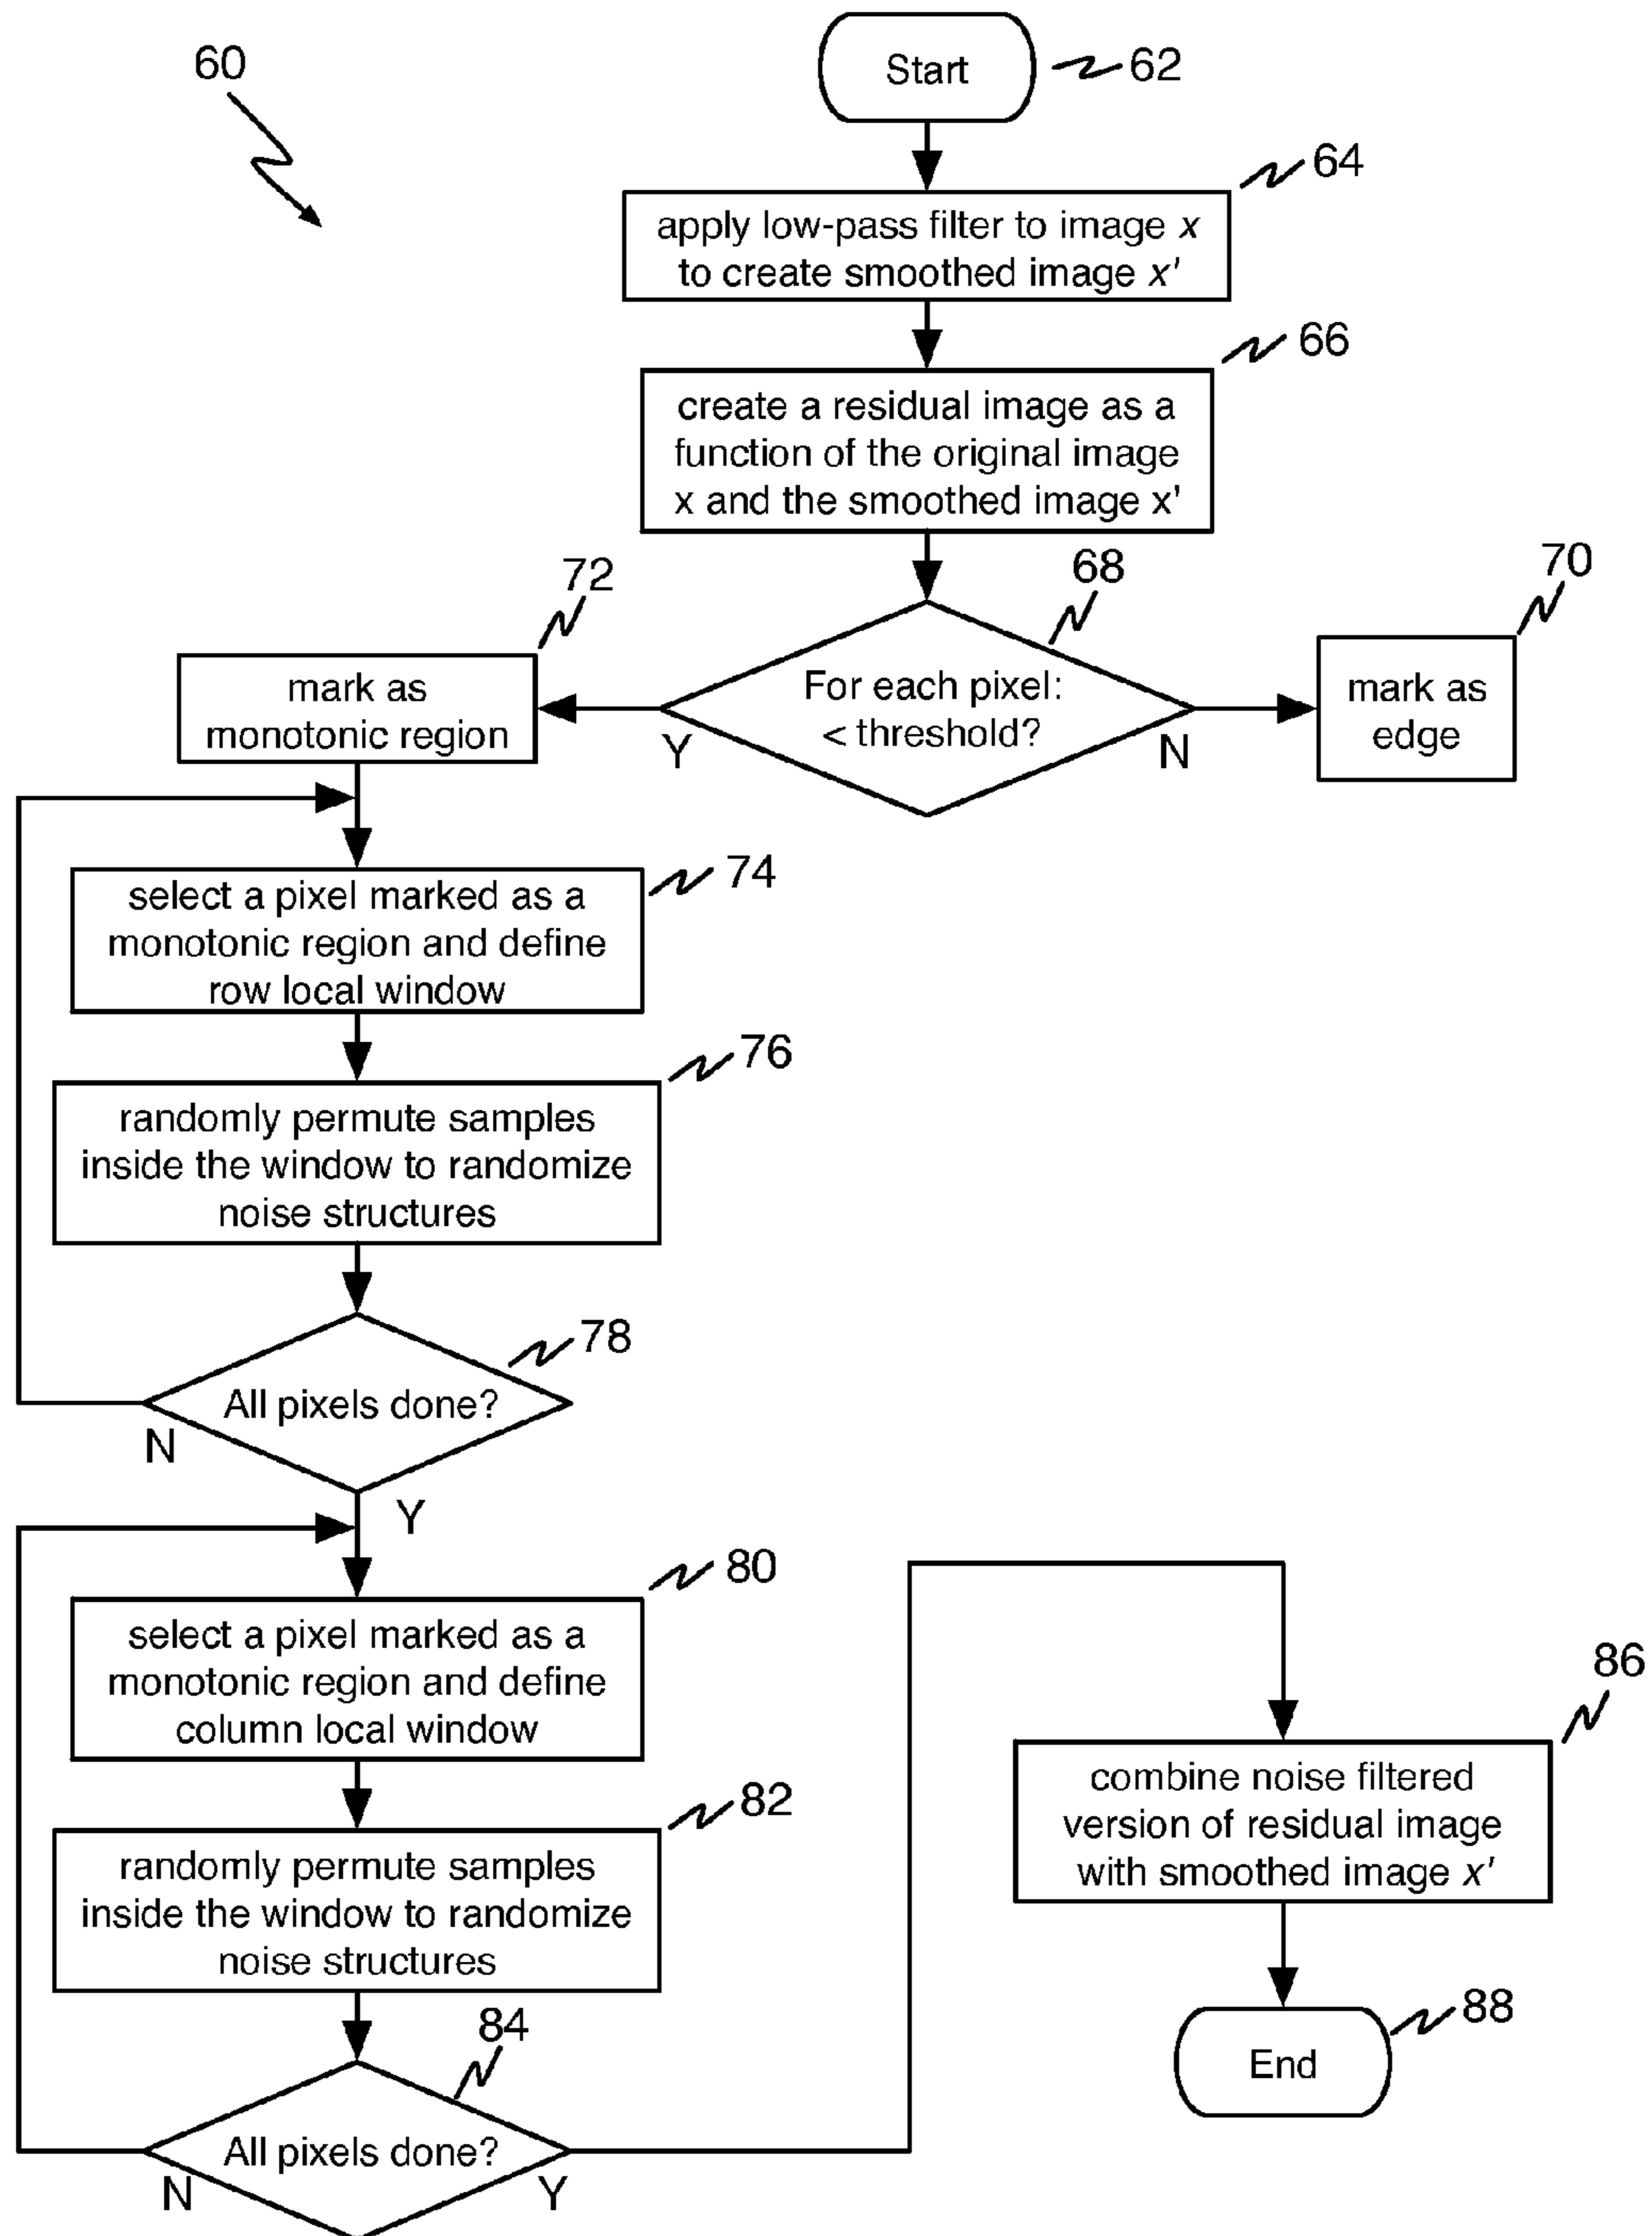 60
Start
62
64
apply low-pass filter to image x
to create smoothed image x'
66
create a residual image as a
function of the original image
x and the smoothed image x'
68
For each pixel:
< threshold?
Y
N
70
mark as
edge
72
mark as
monotonic region
74
select a pixel marked as a
monotonic region and define
row local window
76
randomly permute samples
inside the window to randomize
noise structures
78
All pixels done?
N
Y
80
select a pixel marked as a
monotonic region and define
column local window
82
randomly permute samples
inside the window to randomize
noise structures
84
All pixels done?
N
Y
86
combine noise filtered
version of residual image
with smoothed image x'
88
End